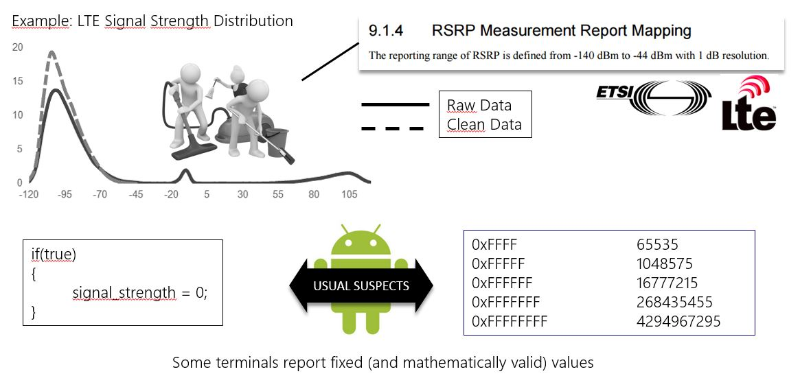 Example: LTE Signal Strength Distribution
9.1.4 RSRP Measurement Report Mapping
The reporting range of RSRP is defined from -140 dBm to -44 dBm with 1 dB resolution.
20
15
10
5
0
-120 -95 -70 -45 -20 5 30 55 80 105
Raw Data
Clean Data
ETSI
Lte
if(true)
{
signal_strength = 0;
}
USUAL SUSPECTS
0xFFFF 65535
0xFFFFF 1048575
0xFFFFFF 16777215
0xFFFFFFF 268435455
0xFFFFFFFF 4294967295
Some terminals report fixed (and mathematically valid) values